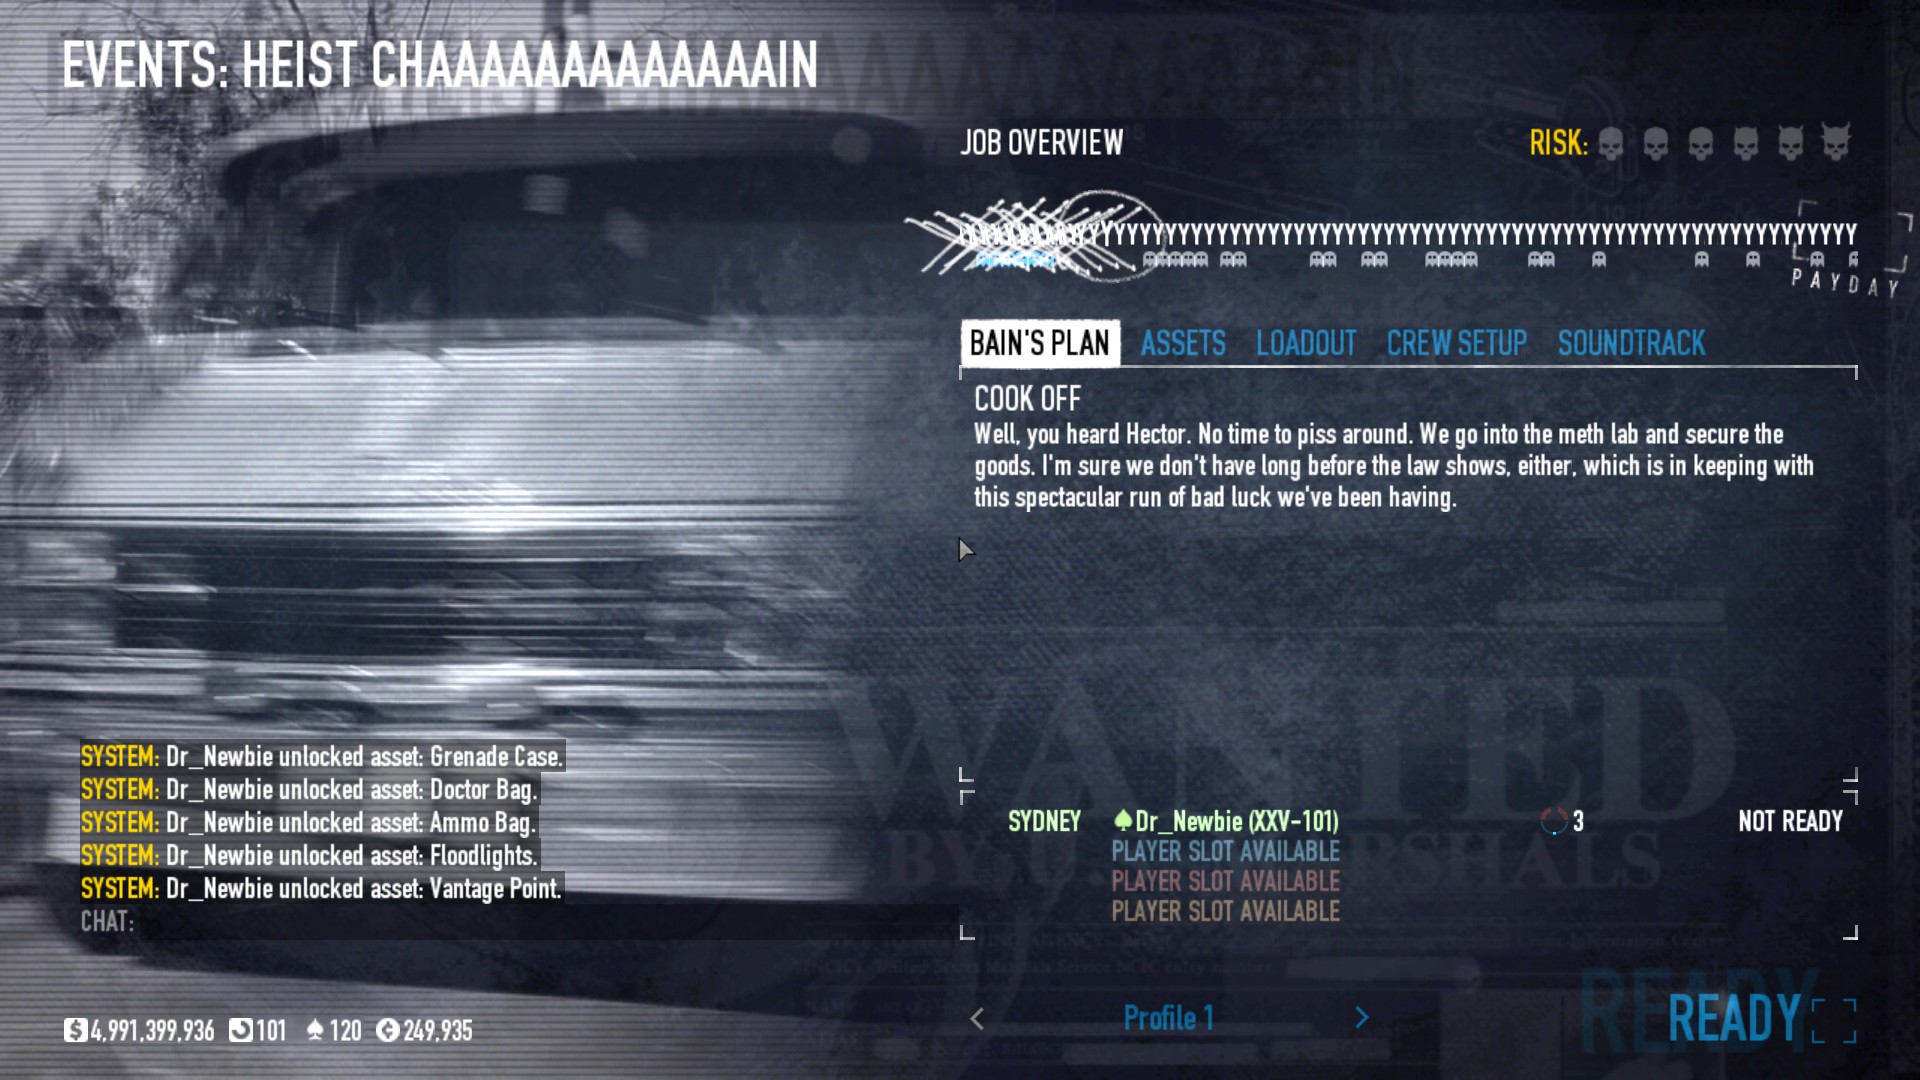 EVENTS: HEIST CHAAAAAAAAAAAAAIN
JOB OVERVIEW
RISK:
PAYDAY
BAIN'S PLAN
ASSETS
LOADOUT
CREW SETUP
SOUNDTRACK
COOK OFF
Well, you heard Hector. No time to piss around. We go into the meth lab and secure the
goods. I'm sure we don't have long before the law shows, either, which is in keeping with
this spectacular run of bad luck we've been having.
WANTED
SYSTEM: Dr_Newbie unlocked asset: Grenade Case.
SYSTEM: Dr_Newbie unlocked asset: Doctor Bag.
SYSTEM: Dr_Newbie unlocked asset: Ammo Bag.
SYSTEM: Dr_Newbie unlocked asset: Floodlights.
SYSTEM: Dr_Newbie unlocked asset: Vantage Point.
CHAT:
SYDNEY ♠Dr_Newbie (XXV-101) 3 NOT READY
PLAYER SLOT AVAILABLE
PLAYER SLOT AVAILABLE
PLAYER SLOT AVAILABLE
4,991,399,936 101 120 249,935
< Profile 1 >
READY